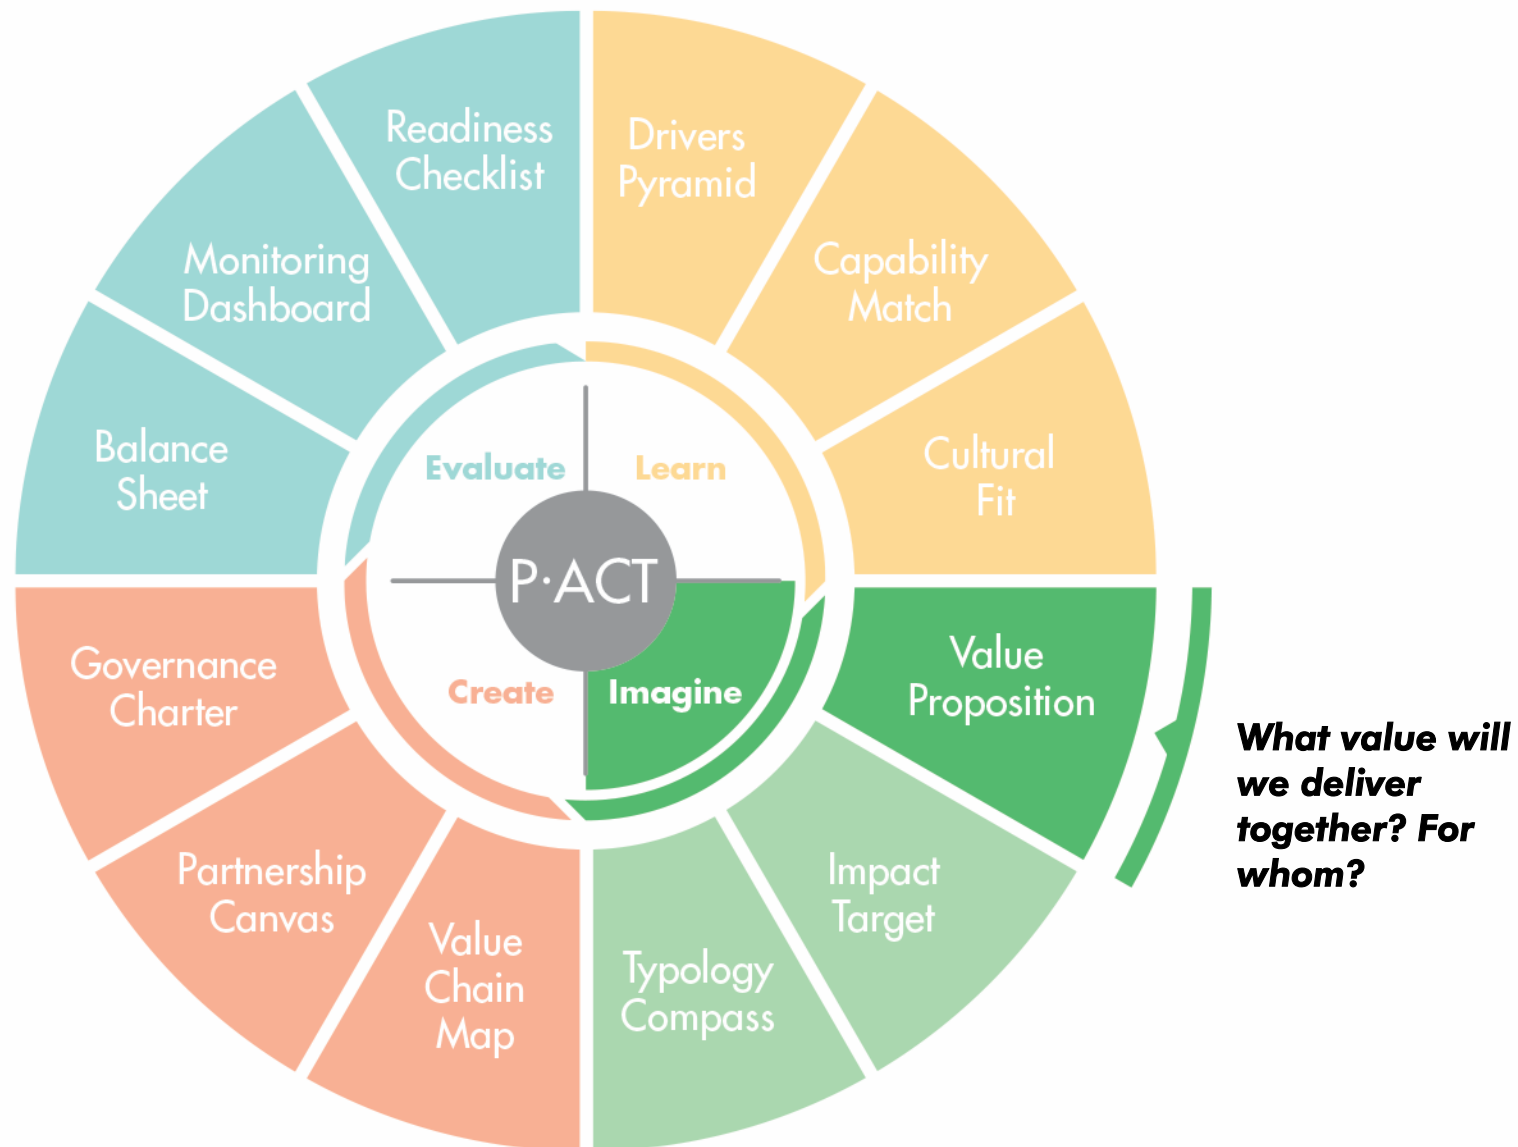 Readiness
Checklist
Drivers
Pyramid
Monitoring
Dashboard
Capability
Match
Balance
Sheet
Cultural
Fit
Evaluate
Learn
P·ACT
Create
Imagine
Governance
Charter
Value
Proposition
What value will
we deliver
together? For
whom?
Partnership
Canvas
Impact
Target
Value
Chain
Map
Typology
Compass